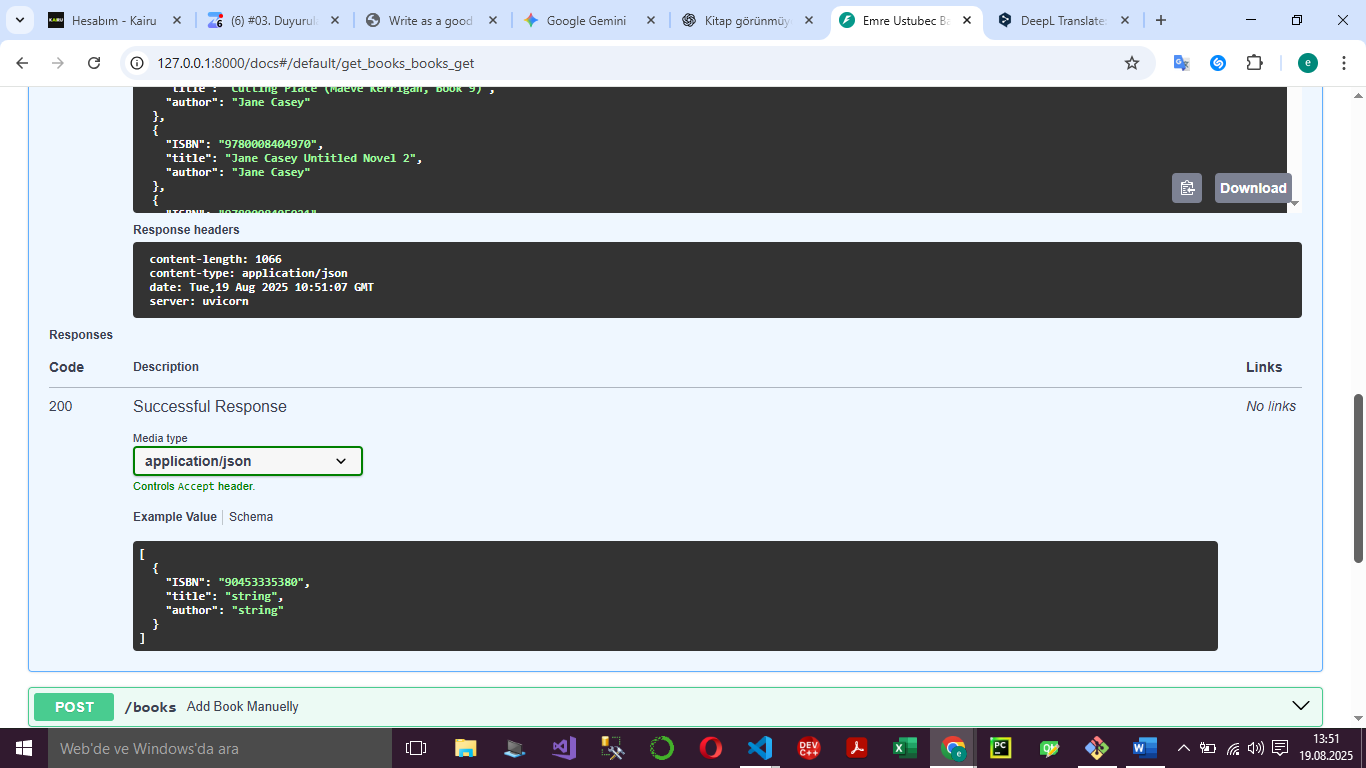 Hesabım - Kairu
(6) #03. Duyurul
Write as a good
Google Gemini
Kitap görünmüy
Emre Ustubec Ba
DeepL Translate
127.0.0.1:8000/docs#/default/get_books_books_get
e
"title": "Cutting Place (Maeve Kerrigan, Book 9)",
"author": "Jane Casey"
},
{
"ISBN": "9780008404970",
"title": "Jane Casey Untitled Novel 2",
"author": "Jane Casey"
},
{
Download
Response headers
content-length: 1066
content-type: application/json
date: Tue,19 Aug 2025 10:51:07 GMT
server: uvicorn
Responses
Code Description Links
200 Successful Response No links
Media type
application/json
Controls Accept header.
Example Value Schema
[
{
"ISBN": "90453335380",
"title": "string",
"author": "string"
}
]
POST /books Add Book Manuelly
Web'de ve Windows'da ara
DEV C++
PC
13:51
19.08.2025